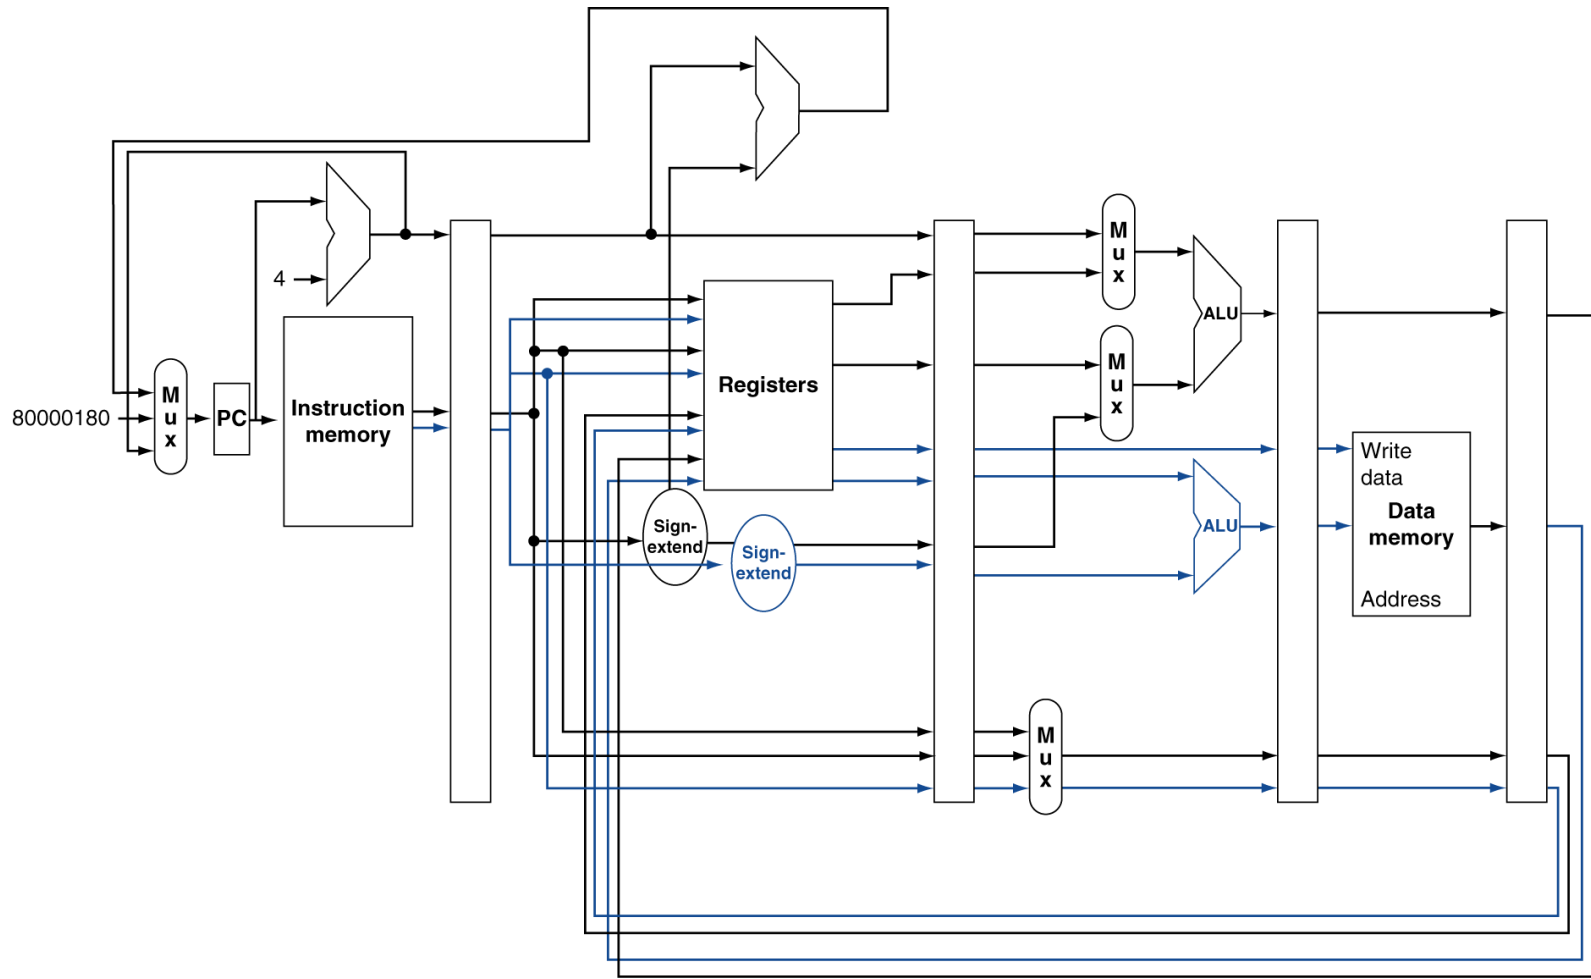 M
u
x
ALU
4
M
u
x
Registers
80000180
M
u
x
PC
Instruction
memory
Write
data
Data
memory
Address
ALU
Sign-
extend
Sign-
extend
M
u
x